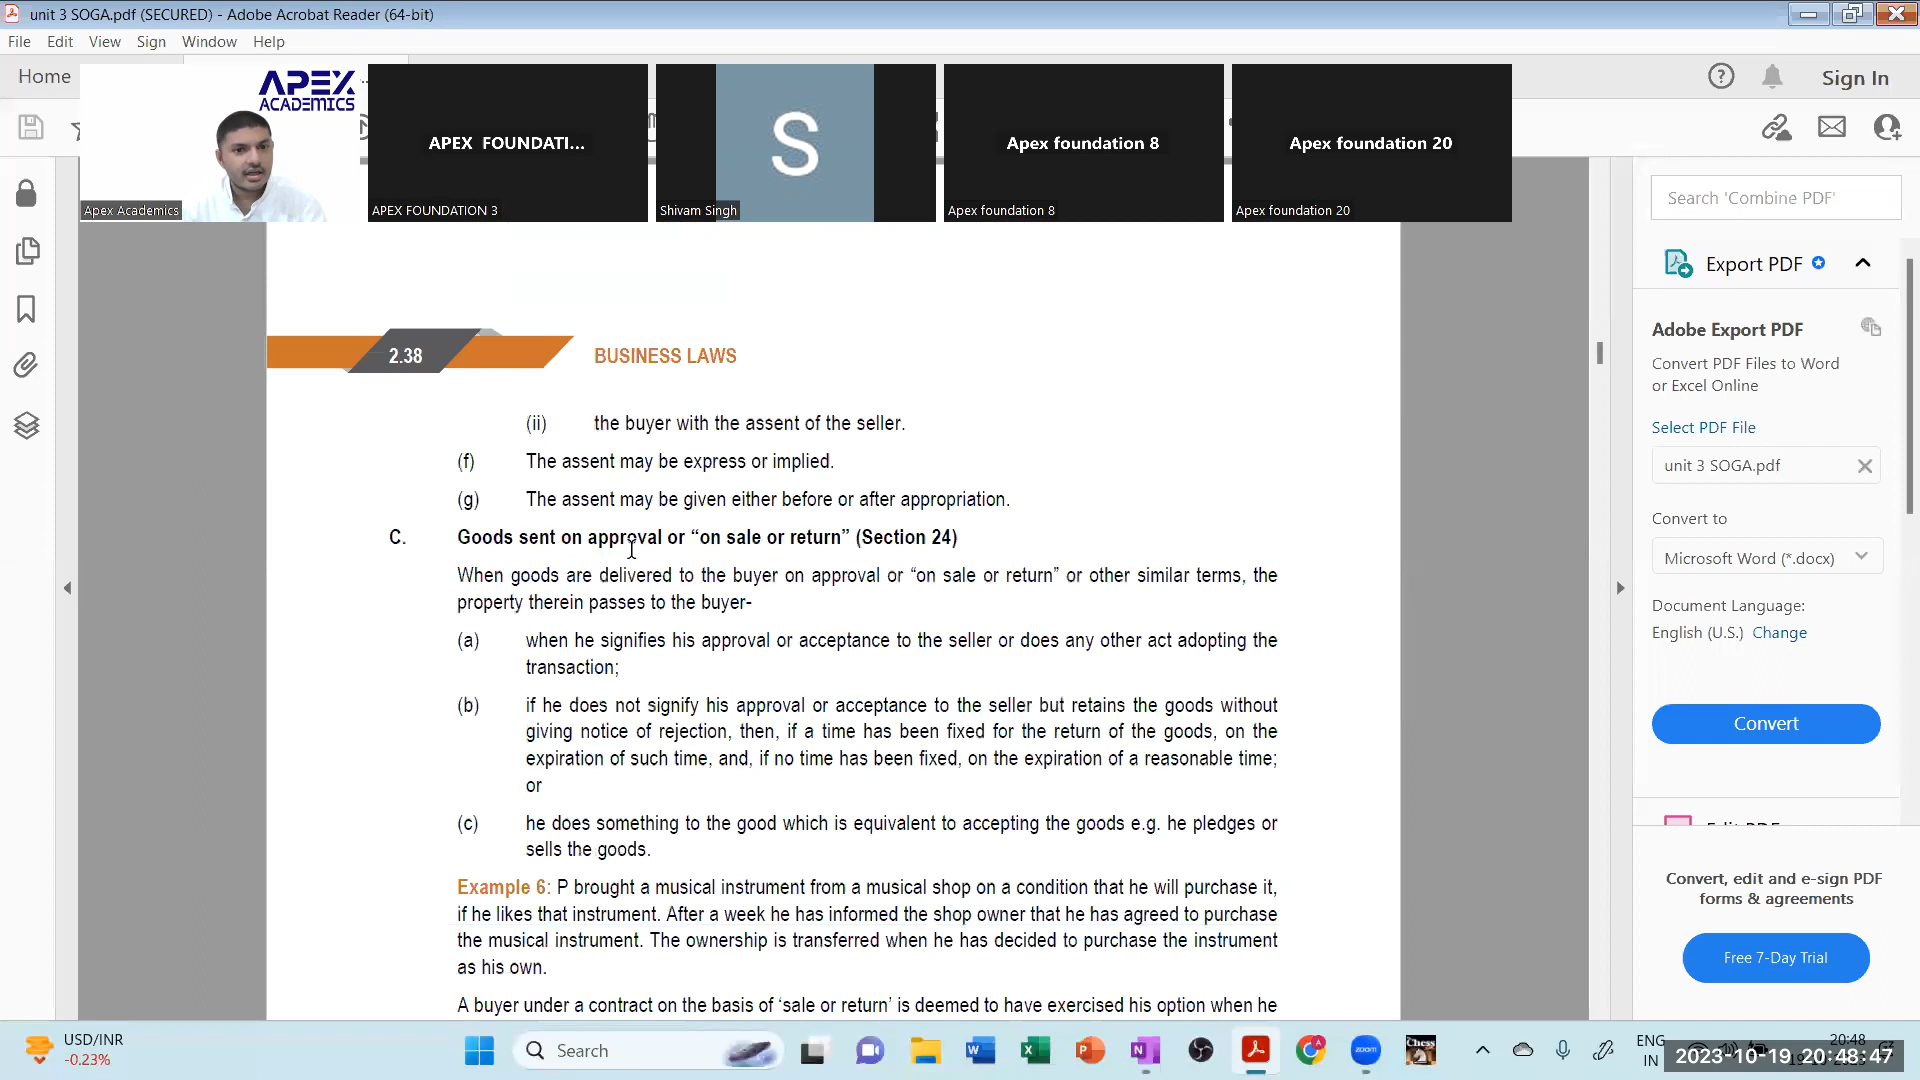 unit 3 SOGA.pdf (SECURED) - Adobe Acrobat Reader (64-bit)
File Edit View Sign Window Help
Home
Sign In
APEX
ACADEMICS
Apex Academics
APEX FOUNDATI...
APEX FOUNDATION 3
S
Shivam Singh
Apex foundation 8
Apex foundation 8
Apex foundation 20
Apex foundation 20
2.38 BUSINESS LAWS
(ii) the buyer with the assent of the seller.
(f) The assent may be express or implied.
(g) The assent may be given either before or after appropriation.
C. Goods sent on approval or “on sale or return” (Section 24)
When goods are delivered to the buyer on approval or “on sale or return” or other similar terms, the
property therein passes to the buyer-
(a) when he signifies his approval or acceptance to the seller or does any other act adopting the
transaction;
(b) if he does not signify his approval or acceptance to the seller but retains the goods without
giving notice of rejection, then, if a time has been fixed for the return of the goods, on the
expiration of such time, and, if no time has been fixed, on the expiration of a reasonable time;
or
(c) he does something to the good which is equivalent to accepting the goods e.g. he pledges or
sells the goods.
Example 6: P brought a musical instrument from a musical shop on a condition that he will purchase it,
if he likes that instrument. After a week he has informed the shop owner that he has agreed to purchase
the musical instrument. The ownership is transferred when he has decided to purchase the instrument
as his own.
A buyer under a contract on the basis of ‘sale or return’ is deemed to have exercised his option when he
Search 'Combine PDF'
Export PDF
Adobe Export PDF
Convert PDF Files to Word
or Excel Online
Select PDF File
unit 3 SOGA.pdf
Convert to
Microsoft Word (*.docx)
Document Language:
English (U.S.) Change
Convert
Convert, edit and e-sign PDF
forms & agreements
Free 7-Day Trial
USD/INR
-0.23%
Search
Chess
zoom
ENG
IN
20:48
2023-10-19 20:48:47